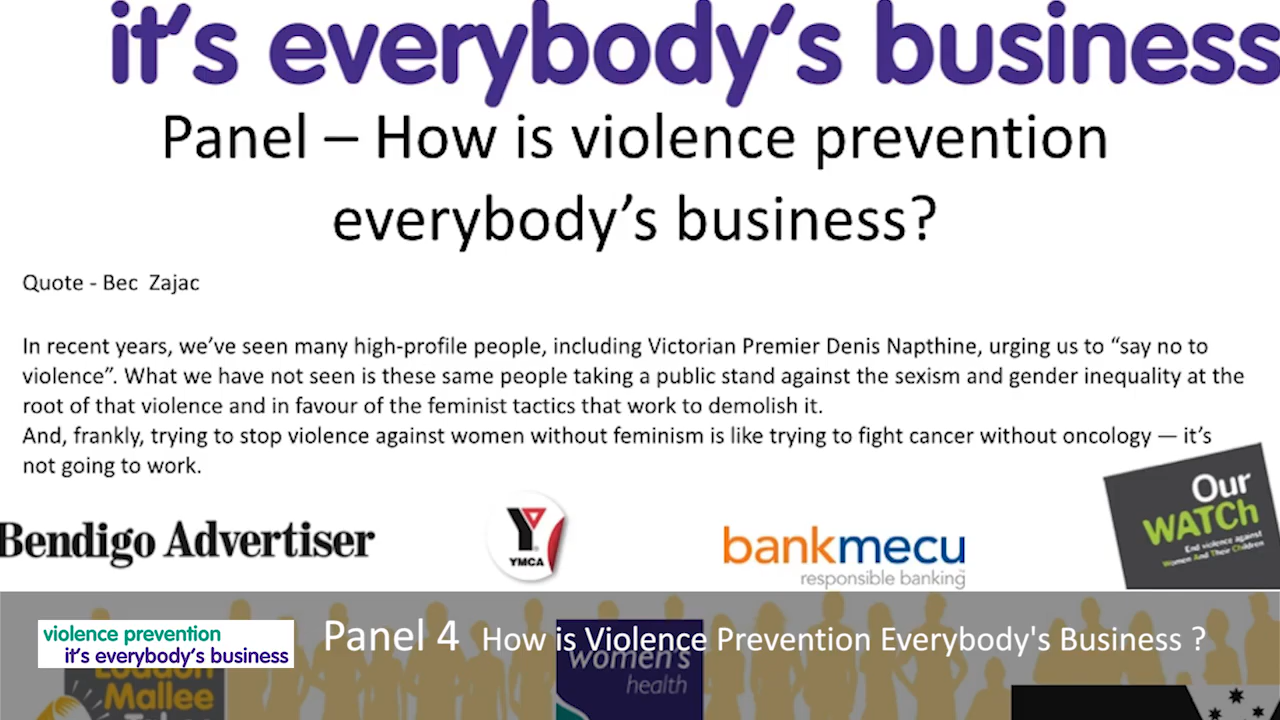 it's everybody's business
Panel – How is violence prevention
everybody's business?
Quote - Bec  Zajac
In recent years, we've seen many high-profile people, including Victorian Premier Denis Napthine, urging us to "say no to
violence". What we have not seen is these same people taking a public stand against the sexism and gender inequality at the
root of that violence and in favour of the feminist tactics that work to demolish it.
And, frankly, trying to stop violence against women without feminism is like trying to fight cancer without oncology — it's
not going to work.
Bendigo Advertiser
YMCA
bankmecu
responsible banking
Our
WATCh
End violence against
Women And Their Children
violence prevention
it's everybody's business
Panel 4 How is Violence Prevention Everybody's Business ?
women's
health
Loddon
Mallee